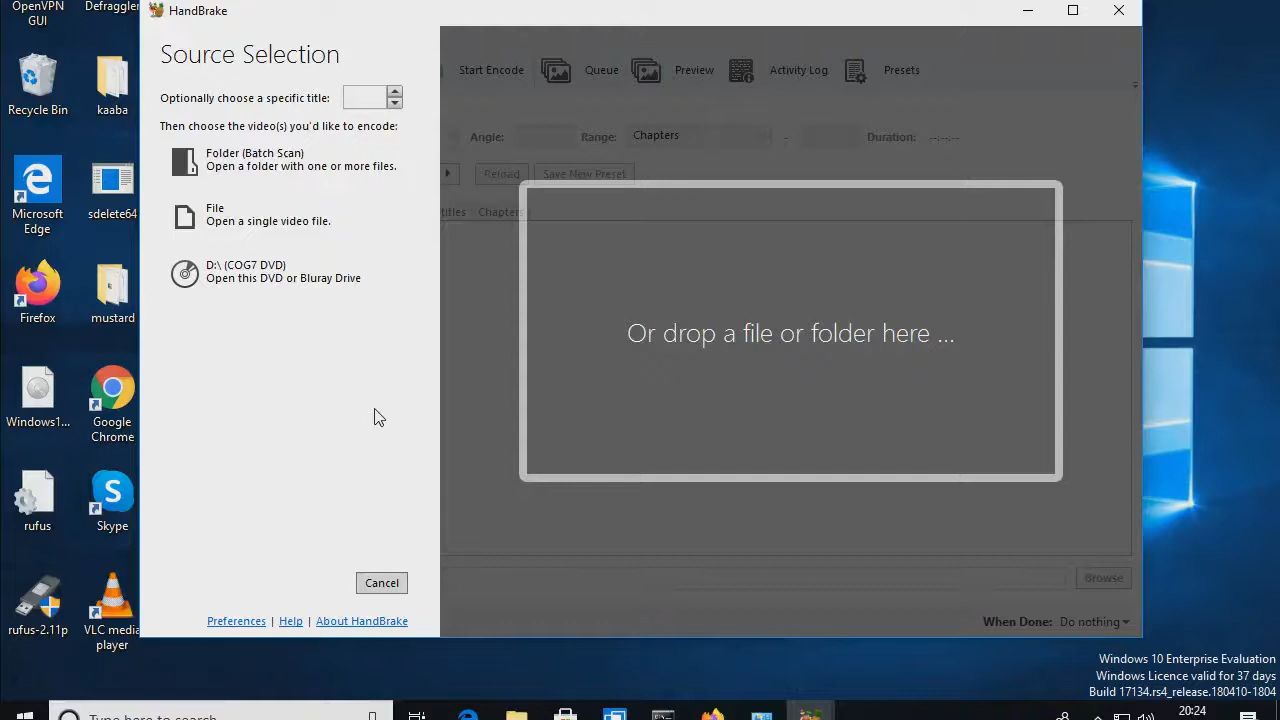 OpenVPN
GUI
Defraggler
Recycle Bin
kaaba
Microsoft
Edge
sdelete64
Firefox
mustard
Windows1...
Google
Chrome
rufus
Skype
rufus-2.11p
VLC media
player
HandBrake
Source Selection
Optionally choose a specific title:
Then choose the video(s) you'd like to encode:
Folder (Batch Scan)
Open a folder with one or more files.
File
Open a single video file.
D:\ (COG7 DVD)
Open this DVD or Bluray Drive
Cancel
Preferences | Help | About HandBrake
Start Encode
Queue
Preview
Activity Log
Presets
Angle:
Range:
Chapters
-
Duration:
--:--:--
Reload
Save New Preset
titles
Chapters
Or drop a file or folder here ...
Browse
When Done:
Do nothing
Windows 10 Enterprise Evaluation
Windows Licence valid for 37 days
Build 17134.rs4_release.180410-1804
Type here to search
20:24